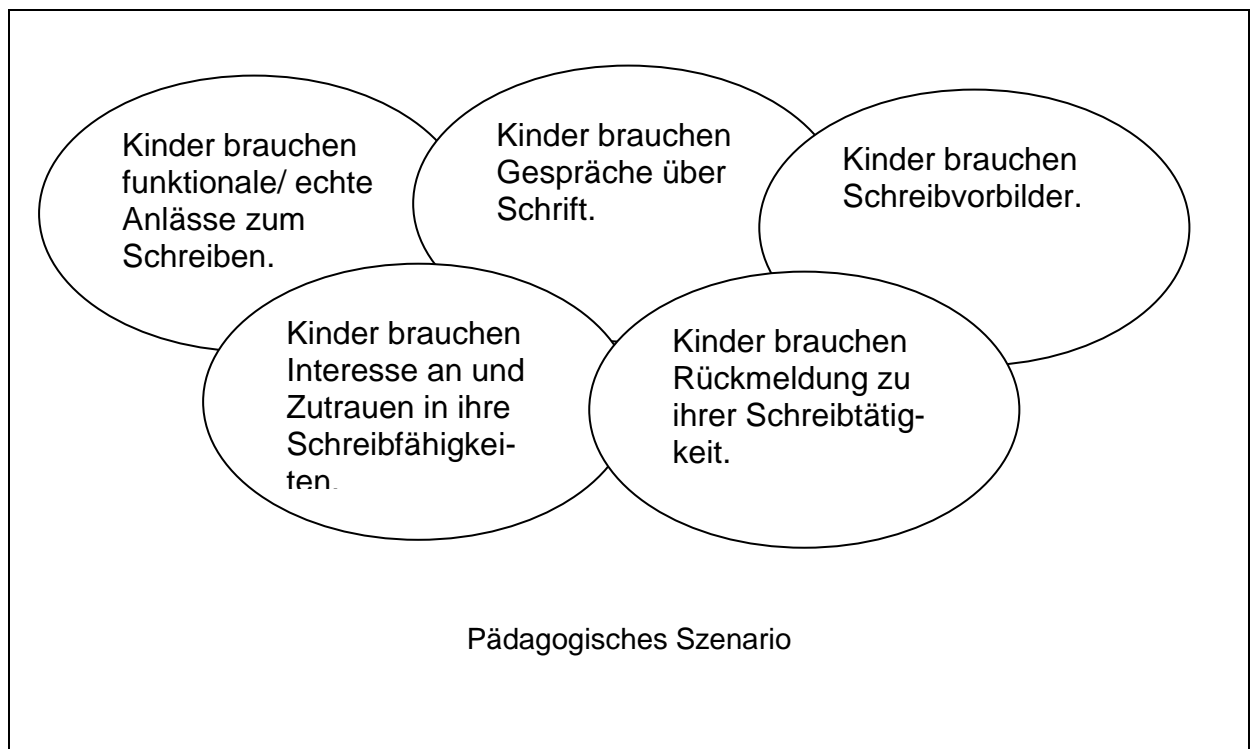 Kinder brauchen
funktionale/ echte
Anlässe zum
Schreiben.
Kinder brauchen
Gespräche über
Schrift.
Kinder brauchen
Schreibvorbilder.
Kinder brauchen
Interesse an und
Zutrauen in ihre
Schreibfähigkei-
ten.
Kinder brauchen
Rückmeldung zu
ihrer Schreibtätig-
keit.
Pädagogisches Szenario